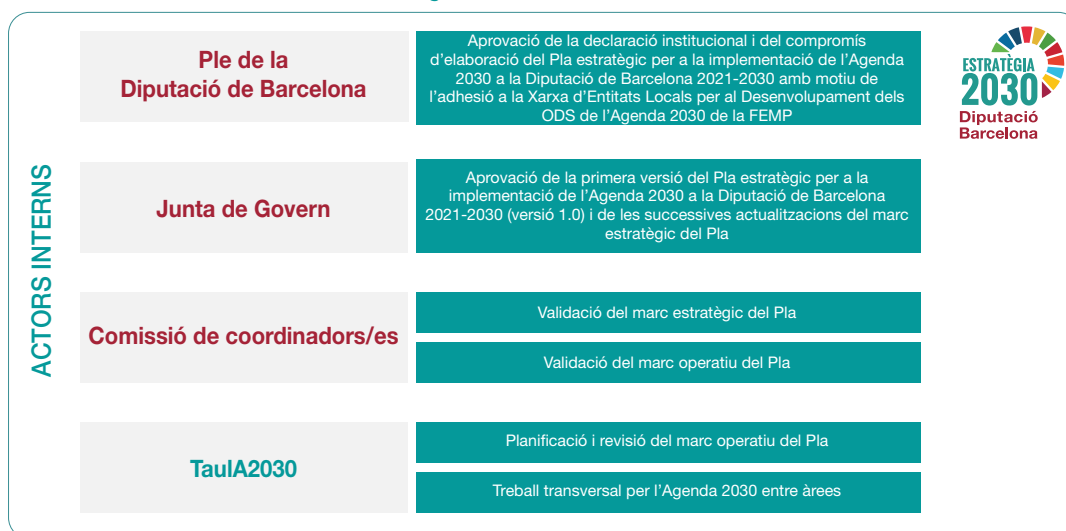 Ple de la
Diputació de Barcelona
Aprovació de la declaració institucional i del compromís
d'elaboració del Pla estratègic per a la implementació de l'Agenda
2030 a la Diputació de Barcelona 2021-2030 amb motiu de
l'adhesió a la Xarxa d'Entitats Locals per al Desenvolupament dels
ODS de l'Agenda 2030 de la FEMP
ESTRATÈGIA
2030
Diputació
Barcelona
ACTORS INTERNS
Junta de Govern
Aprovació de la primera versió del Pla estratègic per a la
implementació de l'Agenda 2030 a la Diputació de Barcelona
2021-2030 (versió 1.0) i de les successives actualitzacions del marc
estratègic del Pla
Comissió de coordinadors/es
Validació del marc estratègic del Pla
Validació del marc operatiu del Pla
TaulA2030
Planificació i revisió del marc operatiu del Pla
Treball transversal per l'Agenda 2030 entre àrees